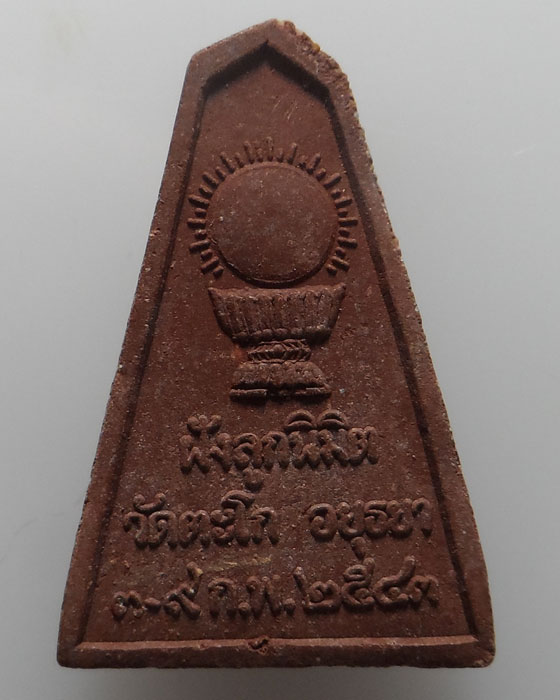 ฝังลูกนิมิต
วัดตะโก อยุธยา
๓-๙ ก.พ. ๒๕๔๓